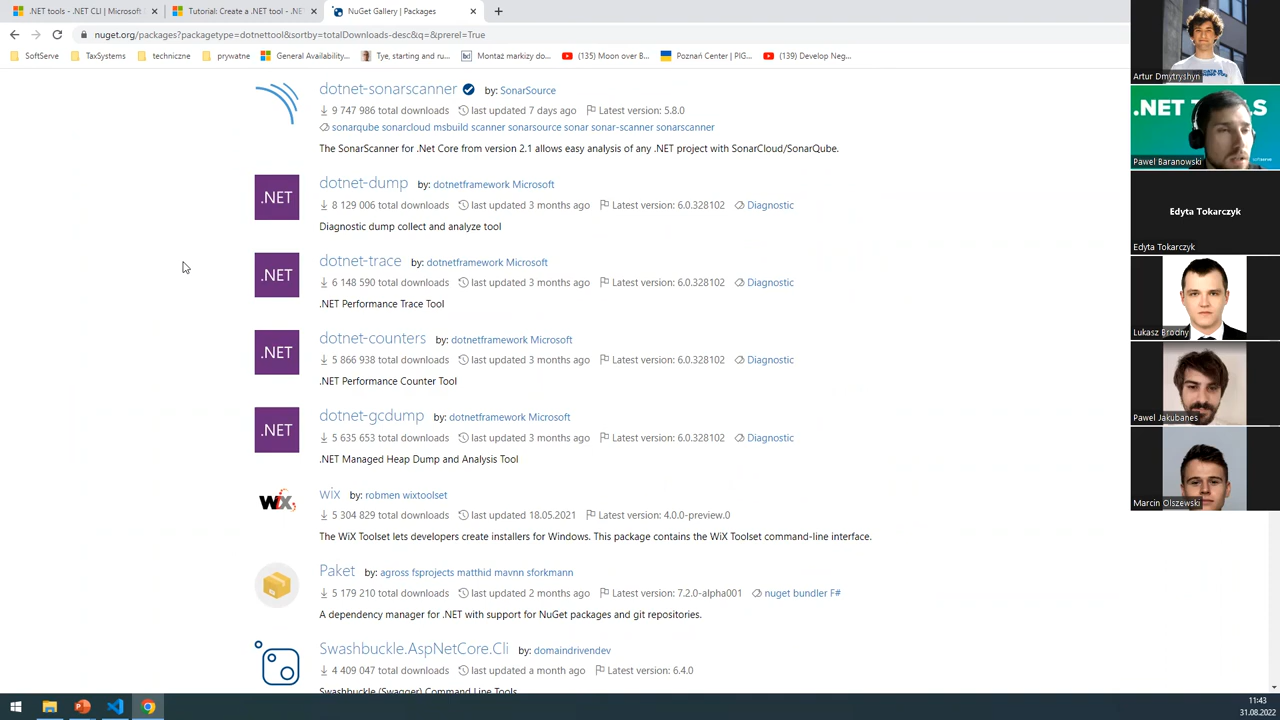 .NET tools - .NET CLI | Microsoft
Tutorial: Create a .NET tool - .NE
NuGet Gallery | Packages
nuget.org/packages?packagetype=dotnettool&sortby=totalDownloads-desc&q=&prerel=True
SoftServe
TaxSystems
techniczne
prywatne
General Availability...
Tye, starting and ru...
Montaż markizy do...
(135) Moon over B...
Poznań Center | PIG...
(139) Develop Neg...
dotnet-sonarscanner by: SonarSource
9 747 986 total downloads last updated 7 days ago Latest version: 5.8.0
sonarqube sonarcloud msbuild scanner sonarsource sonar sonar-scanner sonarscanner
The SonarScanner for .Net Core from version 2.1 allows easy analysis of any .NET project with SonarCloud/SonarQube.
.NET
dotnet-dump by: dotnetframework Microsoft
8 129 006 total downloads last updated 3 months ago Latest version: 6.0.328102 Diagnostic
Diagnostic dump collect and analyze tool
.NET
dotnet-trace by: dotnetframework Microsoft
6 148 590 total downloads last updated 3 months ago Latest version: 6.0.328102 Diagnostic
.NET Performance Trace Tool
.NET
dotnet-counters by: dotnetframework Microsoft
5 866 938 total downloads last updated 3 months ago Latest version: 6.0.328102 Diagnostic
.NET Performance Counter Tool
.NET
dotnet-gcdump by: dotnetframework Microsoft
5 635 653 total downloads last updated 3 months ago Latest version: 6.0.328102 Diagnostic
.NET Managed Heap Dump and Analysis Tool
WiX
wix by: robmen wixtoolset
5 304 829 total downloads last updated 18.05.2021 Latest version: 4.0.0-preview.0
The WiX Toolset lets developers create installers for Windows. This package contains the WiX Toolset command-line interface.
Paket by: agross fsprojects matthid mavnn sforkmann
5 179 210 total downloads last updated 2 months ago Latest version: 7.2.0-alpha001 nuget bundler F#
A dependency manager for .NET with support for NuGet packages and git repositories.
Swashbuckle.AspNetCore.Cli by: domaindrivendev
4 409 047 total downloads last updated a month ago Latest version: 6.4.0
Swashbuckle (Swagger) Command Line Tools
Artur Dmytryshyn
Pawel Baranowski
Edyta Tokarczyk
Edyta Tokarczyk
Lukasz Brodny
Pawel Jakubanes
Marcin Olszewski
11:43
31.08.2022